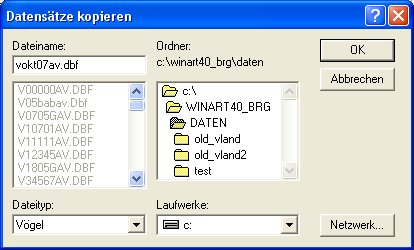 Datensätze kopieren
Dateiname:
vokt07av.dbf
V00000AV.DBF
V05babav.Dbf
V0705GAV.DBF
V10701AV.DBF
V11111AV.DBF
V12345AV.DBF
V1805GAV.DBF
V34567AV.DBF
Dateityp:
Vögel
Ordner:
c:\winart40_brg\daten
c:\
WINART40_BRG
DATEN
old_vland
old_vland2
test
Laufwerke:
c:
OK
Abbrechen
Netzwerk...